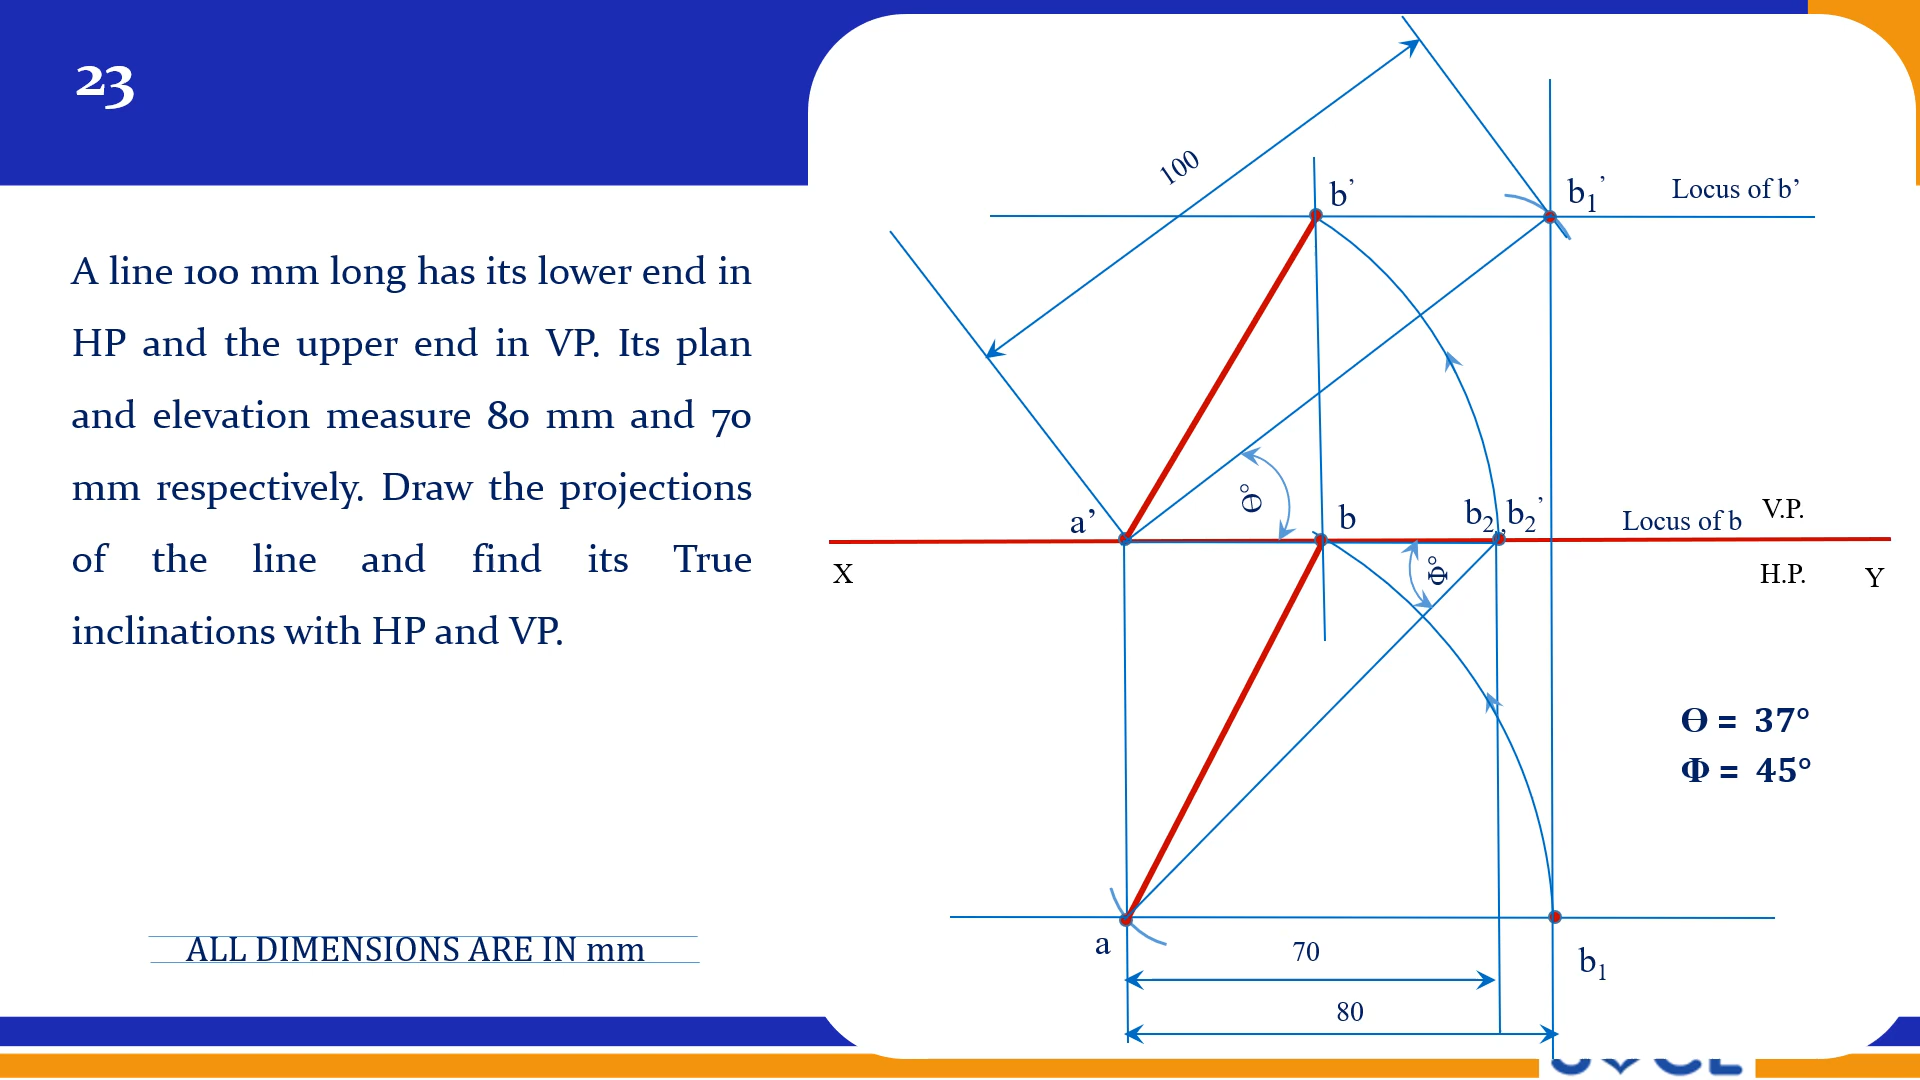 23
A line 100 mm long has its lower end in
HP and the upper end in VP. Its plan
and elevation measure 80 mm and 70
mm respectively. Draw the projections
of the line and find its True
inclinations with HP and VP.
ALL DIMENSIONS ARE IN mm
100
b’
b₁’
Locus of b’
Ө°
a’
b
b₂,b₂’
Locus of b
V.P.
X
Φ°
H.P.
Y
Ө = 37°
Φ = 45°
a
70
b₁
80